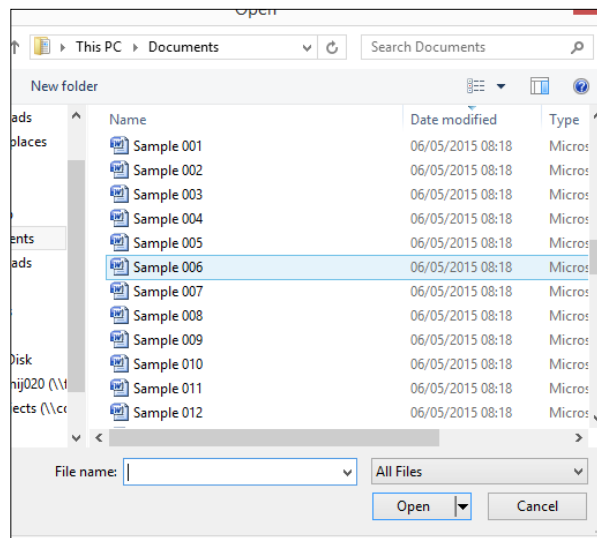 Open
This PC Documents
Search Documents
New folder
ads
places
ents
ads
Disk
nij020 (\\f
ects (\\co
Name Date modified Type
Sample 001 06/05/2015 08:18 Micros
Sample 002 06/05/2015 08:18 Micros
Sample 003 06/05/2015 08:18 Micros
Sample 004 06/05/2015 08:18 Micros
Sample 005 06/05/2015 08:18 Micros
Sample 006 06/05/2015 08:18 Micros
Sample 007 06/05/2015 08:18 Micros
Sample 008 06/05/2015 08:18 Micros
Sample 009 06/05/2015 08:18 Micros
Sample 010 06/05/2015 08:18 Micros
Sample 011 06/05/2015 08:18 Micros
Sample 012 06/05/2015 08:18 Micros
File name:
All Files
Open
Cancel